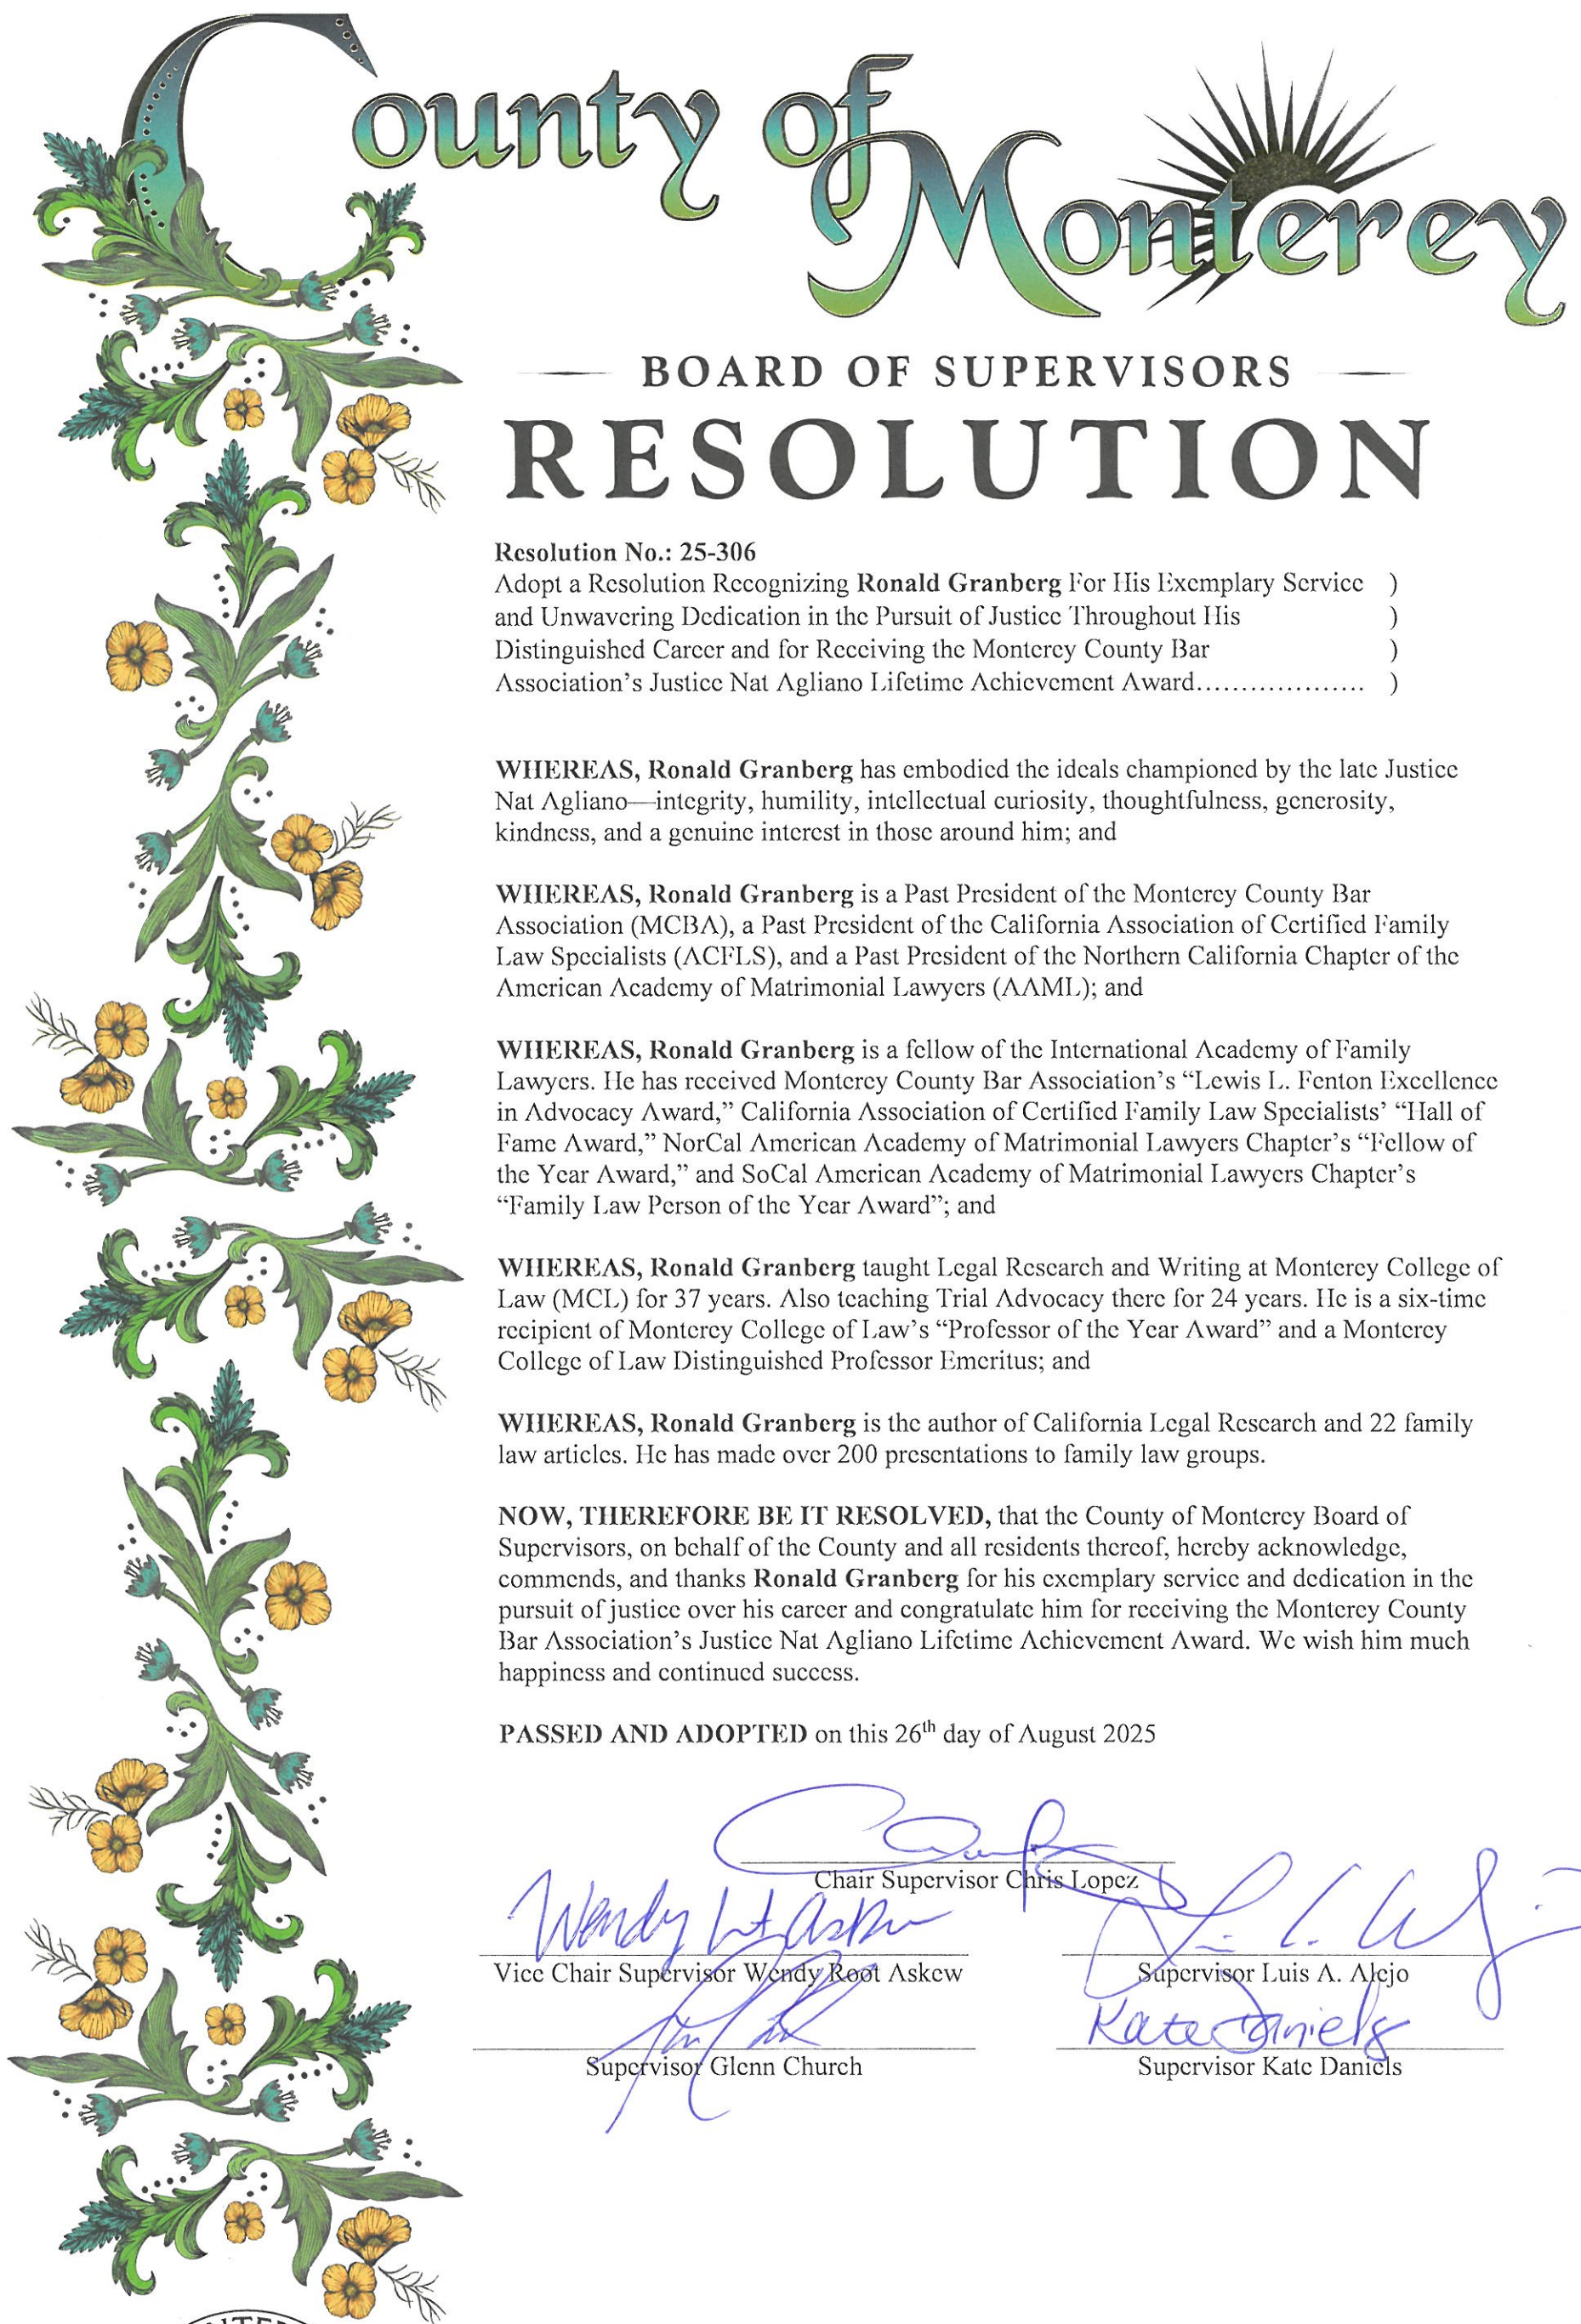 County of Monterey
BOARD OF SUPERVISORS
RESOLUTION
Resolution No.: 25-306
Adopt a Resolution Recognizing Ronald Granberg For His Exemplary Service )
and Unwavering Dedication in the Pursuit of Justice Throughout His )
Distinguished Career and for Receiving the Monterey County Bar )
Association's Justice Nat Agliano Lifetime Achievement Award................... )
WHEREAS, Ronald Granberg has embodied the ideals championed by the late Justice
Nat Agliano—integrity, humility, intellectual curiosity, thoughtfulness, generosity,
kindness, and a genuine interest in those around him; and
WHEREAS, Ronald Granberg is a Past President of the Monterey County Bar
Association (MCBA), a Past President of the California Association of Certified Family
Law Specialists (ACFLS), and a Past President of the Northern California Chapter of the
American Academy of Matrimonial Lawyers (AAML); and
WHEREAS, Ronald Granberg is a fellow of the International Academy of Family
Lawyers. He has received Monterey County Bar Association's “Lewis L. Fenton Excellence
in Advocacy Award,” California Association of Certified Family Law Specialists' “Hall of
Fame Award,” NorCal American Academy of Matrimonial Lawyers Chapter's “Fellow of
the Year Award,” and SoCal American Academy of Matrimonial Lawyers Chapter's
“Family Law Person of the Year Award”; and
WHEREAS, Ronald Granberg taught Legal Research and Writing at Monterey College of
Law (MCL) for 37 years. Also teaching Trial Advocacy there for 24 years. He is a six-time
recipient of Monterey College of Law's “Professor of the Year Award” and a Monterey
College of Law Distinguished Professor Emeritus; and
WHEREAS, Ronald Granberg is the author of California Legal Research and 22 family
law articles. He has made over 200 presentations to family law groups.
NOW, THEREFORE BE IT RESOLVED, that the County of Monterey Board of
Supervisors, on behalf of the County and all residents thereof, hereby acknowledge,
commends, and thanks Ronald Granberg for his exemplary service and dedication in the
pursuit of justice over his career and congratulate him for receiving the Monterey County
Bar Association's Justice Nat Agliano Lifetime Achievement Award. We wish him much
happiness and continued success.
PASSED AND ADOPTED on this 26th day of August 2025
Chair Supervisor Chris Lopez
Wendy Root Askew
Vice Chair Supervisor Wendy Root Askew
Supervisor Luis A. Alejo
Kate Daniels
Supervisor Glenn Church
Supervisor Kate Daniels